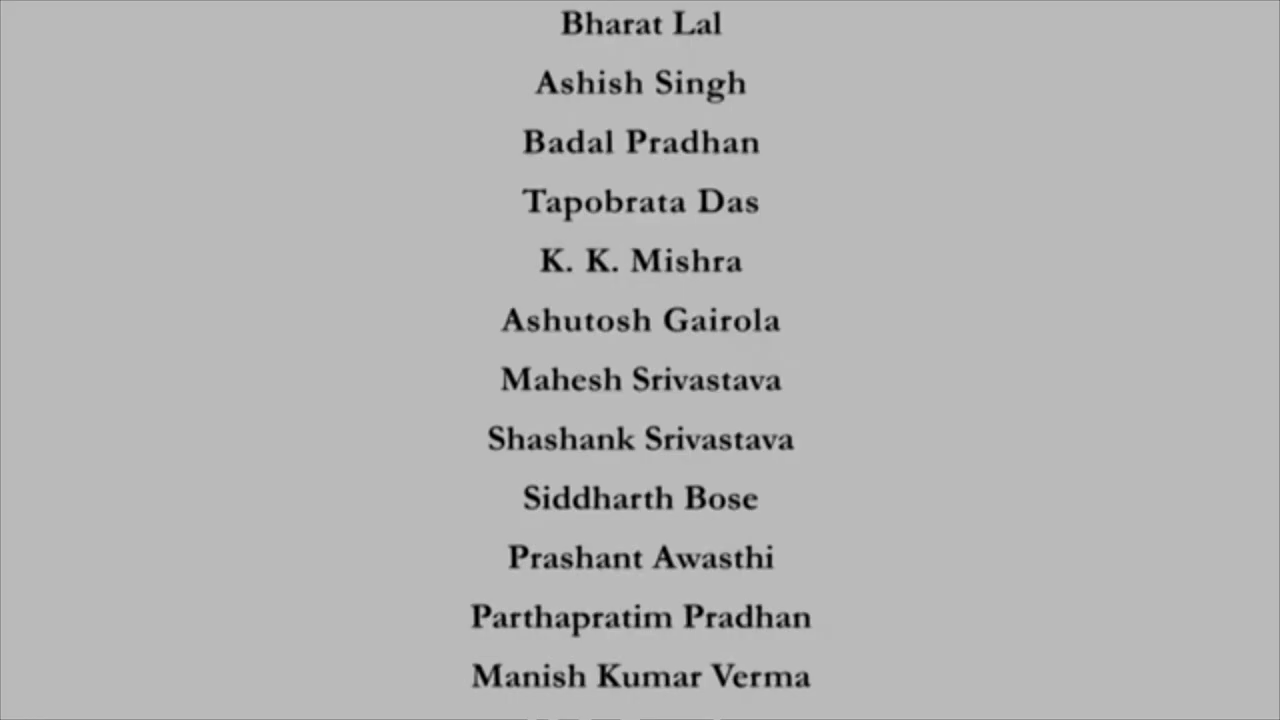 Bharat Lal
Ashish Singh
Badal Pradhan
Tapobrata Das
K. K. Mishra
Ashutosh Gairola
Mahesh Srivastava
Shashank Srivastava
Siddharth Bose
Prashant Awasthi
Parthapratim Pradhan
Manish Kumar Verma